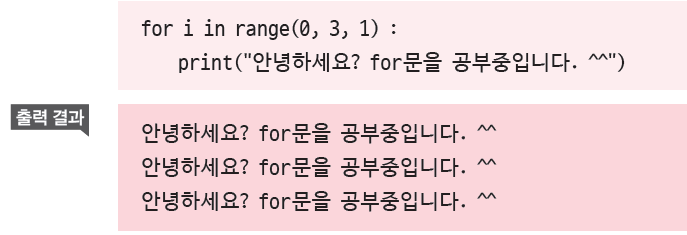 for i in range(0, 3, 1) :
    print("안녕하세요? for문을 공부중입니다. ^^")
출력 결과
안녕하세요? for문을 공부중입니다. ^^
안녕하세요? for문을 공부중입니다. ^^
안녕하세요? for문을 공부중입니다. ^^